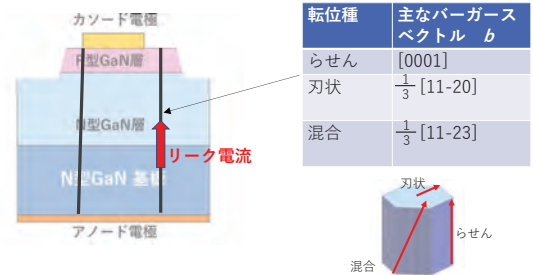 カソード電極
P型GaN層
N型GaN層
リーク電流
N型GaN 基板
アノード電極
転位種 主なバーガースベクトル b
らせん [0001]
刃状 1/3 [11-20]
混合 1/3 [11-23]
刃状
らせん
混合